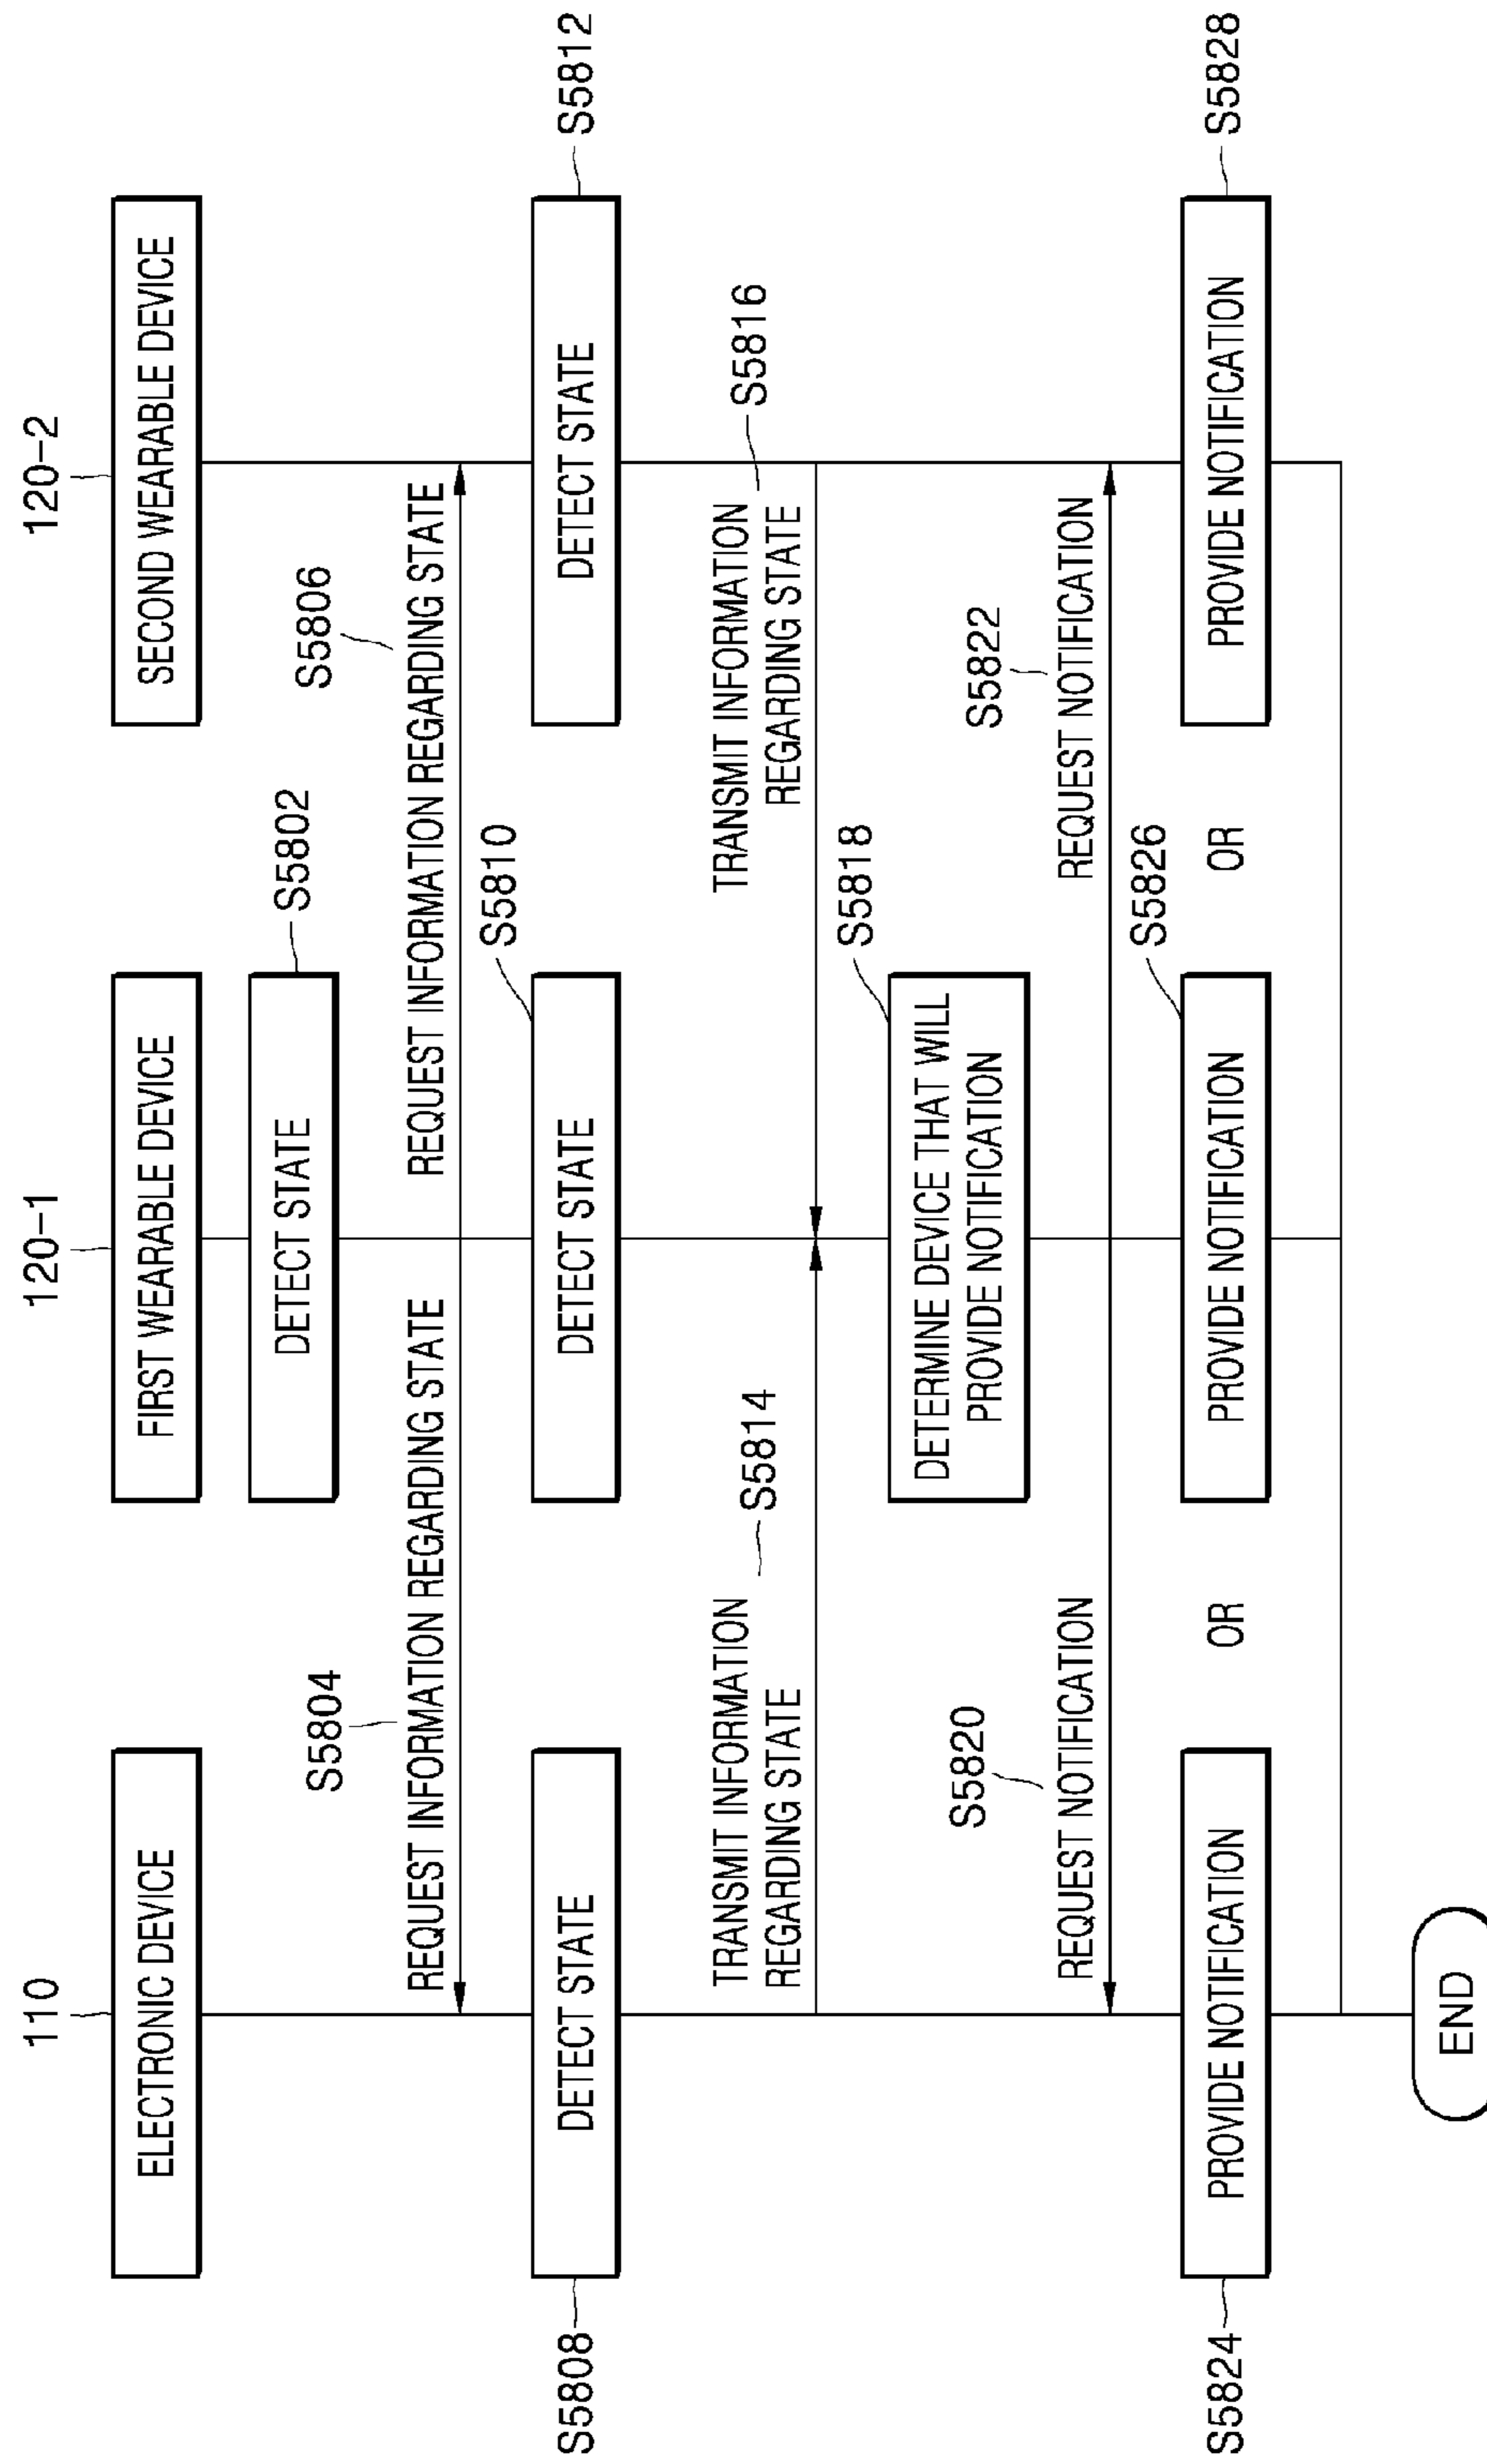 110
120-1
120-2
ELECTRONIC DEVICE
FIRST WEARABLE DEVICE
SECOND WEARABLE DEVICE
S5802
DETECT STATE
S5804
S5806
REQUEST INFORMATION REGARDING STATE
REQUEST INFORMATION REGARDING STATE
S5810
S5808
DETECT STATE
DETECT STATE
DETECT STATE
S5812
TRANSMIT INFORMATION
REGARDING STATE
S5814
TRANSMIT INFORMATION
REGARDING STATE
S5816
S5818
DETERMINE DEVICE THAT WILL
PROVIDE NOTIFICATION
S5820
S5822
REQUEST NOTIFICATION
REQUEST NOTIFICATION
S5826
S5824
PROVIDE NOTIFICATION
OR
PROVIDE NOTIFICATION
OR
PROVIDE NOTIFICATION
S5828
END